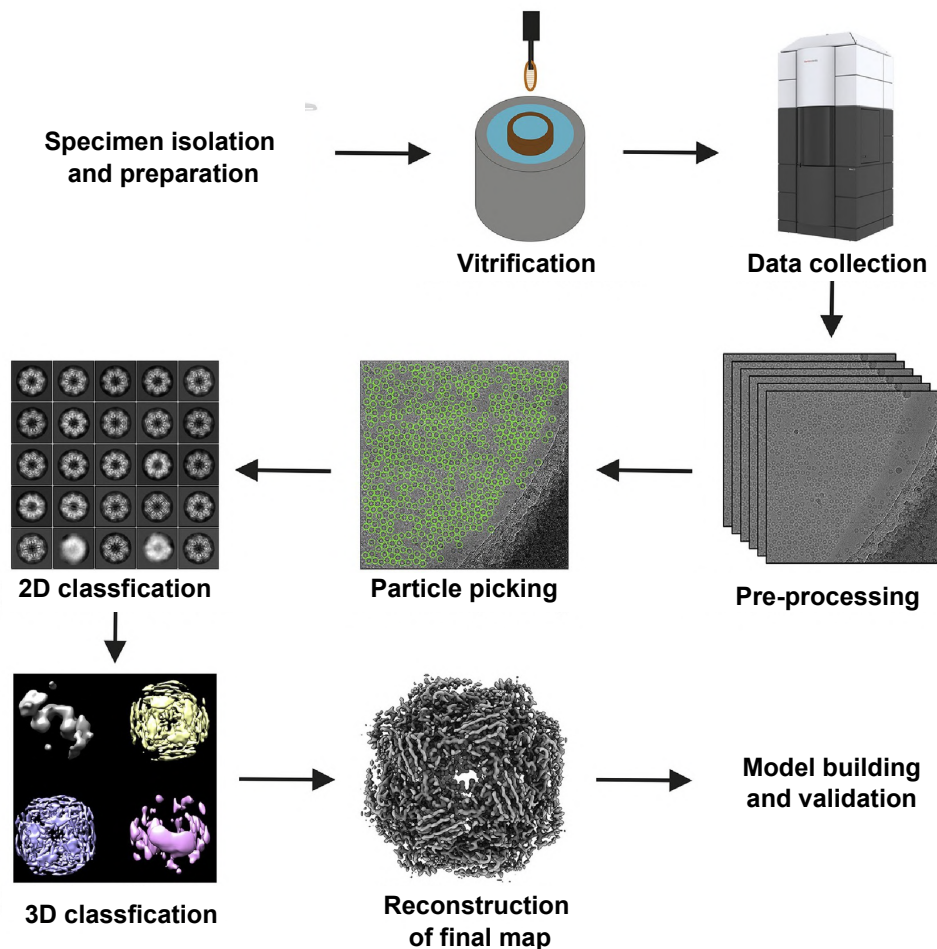 Specimen isolation
and preparation
Vitrification
Data collection
2D classfication
Particle picking
Pre-processing
3D classfication
Reconstruction
of final map
Model building
and validation